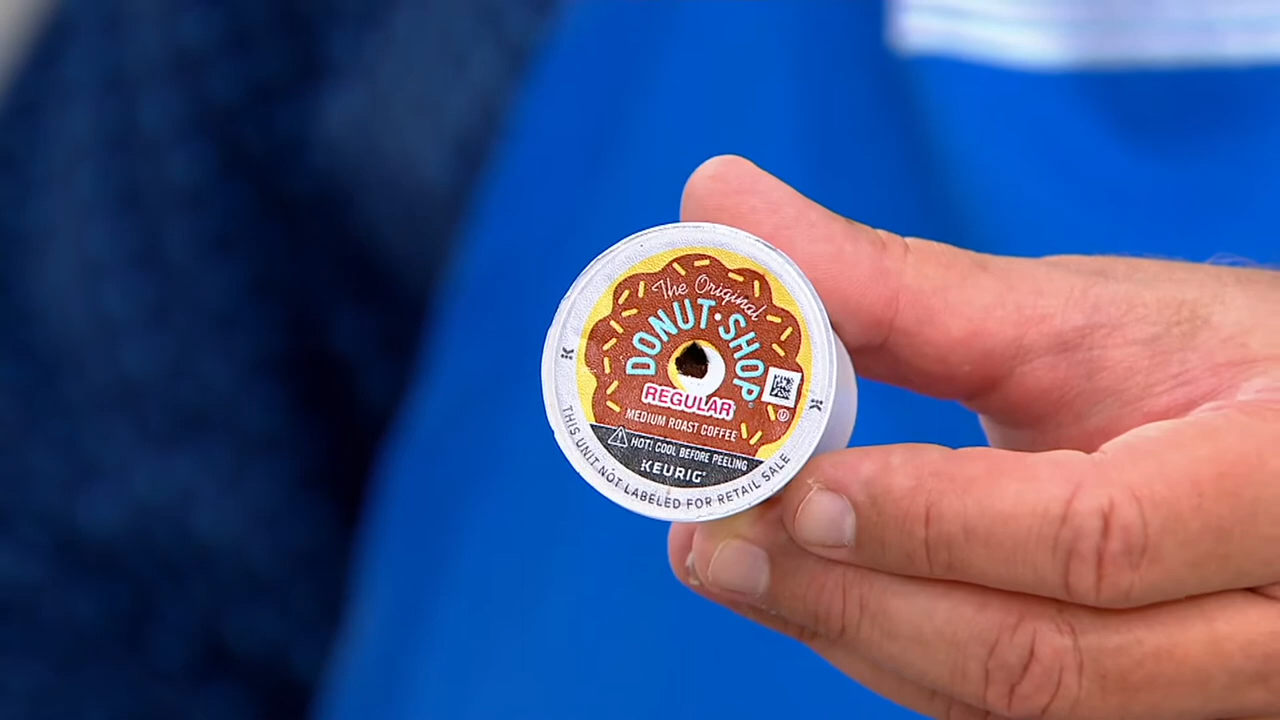 The Original
DONUT·SHOP
REGULAR
MEDIUM ROAST COFFEE
HOT! COOL BEFORE PEELING
KEURIG®
THIS UNIT NOT LABELED FOR RETAIL SALE